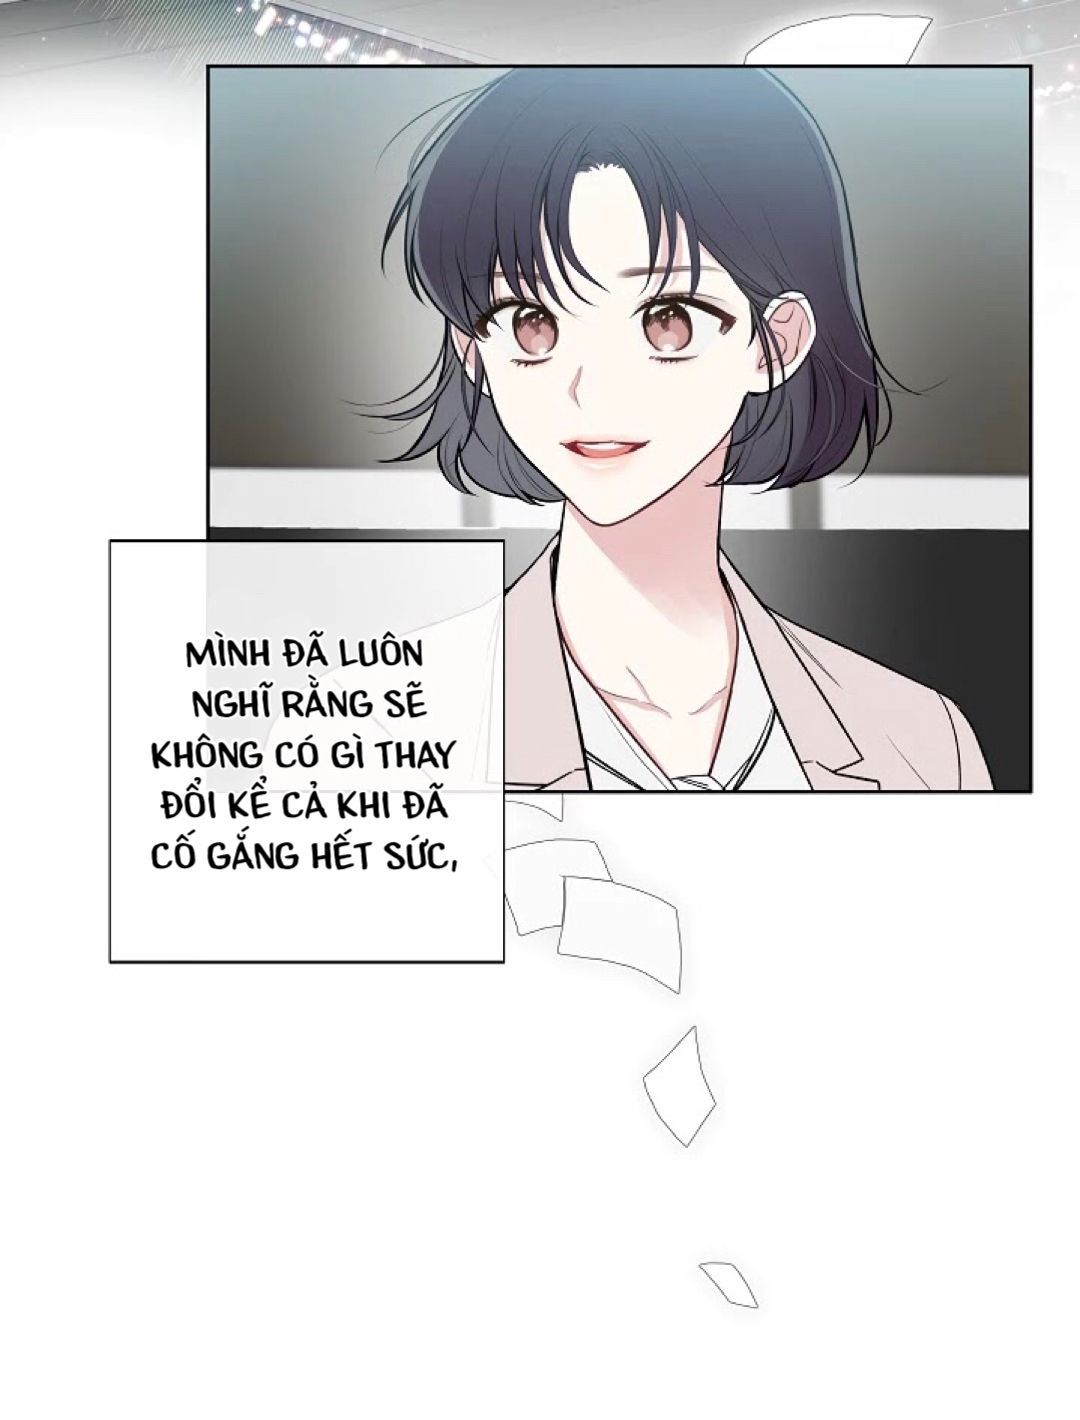 MÌNH ĐÃ LUÔN
NGHĨ RẰNG SẼ
KHÔNG CÓ GÌ THAY
ĐỔI KỂ CẢ KHI ĐÃ
CỐ GẮNG HẾT SỨC,